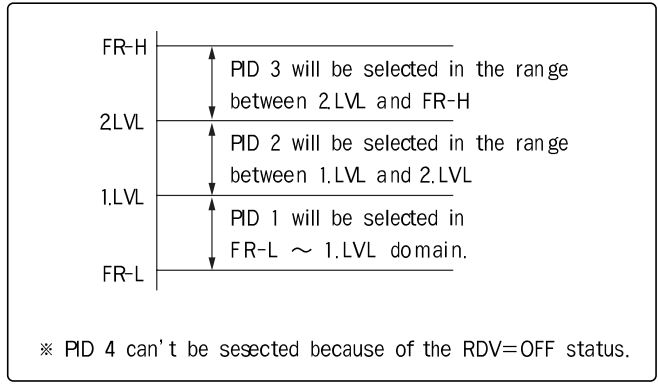 FR-H
PID 3 will be selected in the range
between 2.LVL and FR-H
2.LVL
PID 2 will be selected in the range
between 1.LVL and 2.LVL
1.LVL
PID 1 will be selected in
FR-L ～ 1.LVL domain.
FR-L
※ PID 4 can't be sesected because of the RDV=OFF status.